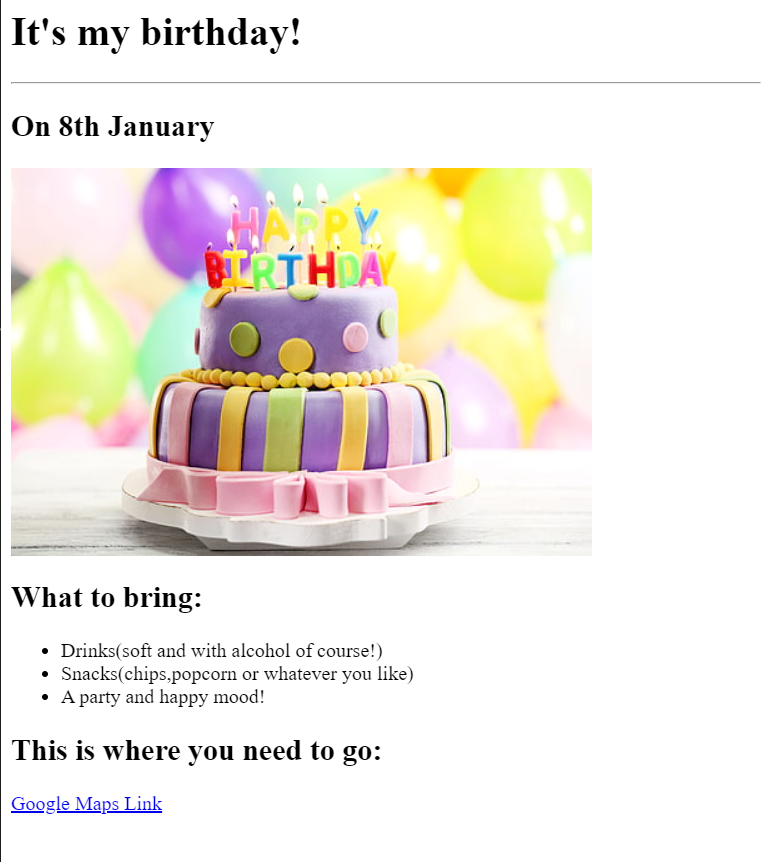 It's my birthday!
On 8th January
HAPPY
BIRTHDAY
What to bring:
Drinks(soft and with alcohol of course!)
Snacks(chips,popcorn or whatever you like)
A party and happy mood!
This is where you need to go:
Google Maps Link